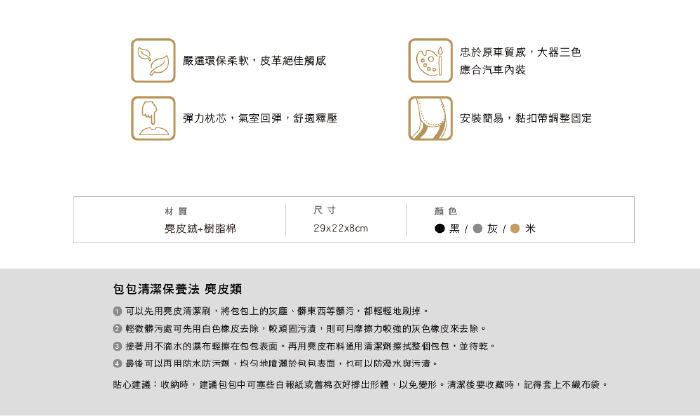 嚴選環保柔軟，皮革絕佳觸感
忠於原車質感，大器三色
應合汽車內裝
彈力枕芯，氣室回彈，舒適釋壓
安裝簡易，黏扣帶調整固定
材質
麂皮絨+樹脂棉
尺寸
29x22x8cm
顏色
黑 / 灰 / 米
包包清潔保養法 麂皮類
1 可以先用麂皮清潔刷，將包包上的灰塵、髒東西等髒污，都輕輕地刷掉。
2 輕微髒污處可先用白色橡皮去除，較頑固污漬，則可用摩擦力較強的灰色橡皮來去除。
3 接著用不滴水的濕布輕擦在包包表面。再用麂皮布料適用清潔劑擦拭整個包包，並待乾。
4 最後可以再用防水防污劑，均勻地噴灑於包包表面，也可以防潑水與污漬。
貼心建議：收納時，建議包包中可塞些白報紙或舊棉衣好撐出形體，以免變形。清潔後要收藏時，記得套上不織布袋。